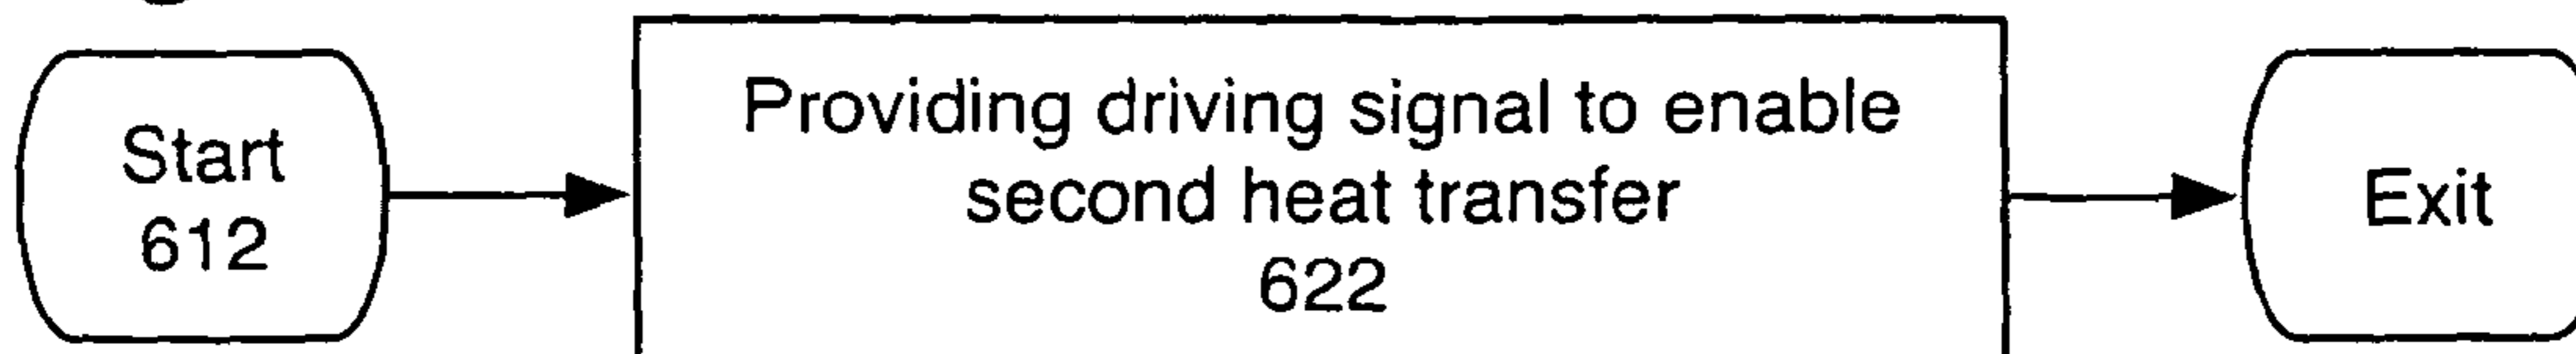 Start
612
Providing driving signal to enable
second heat transfer
622
Exit